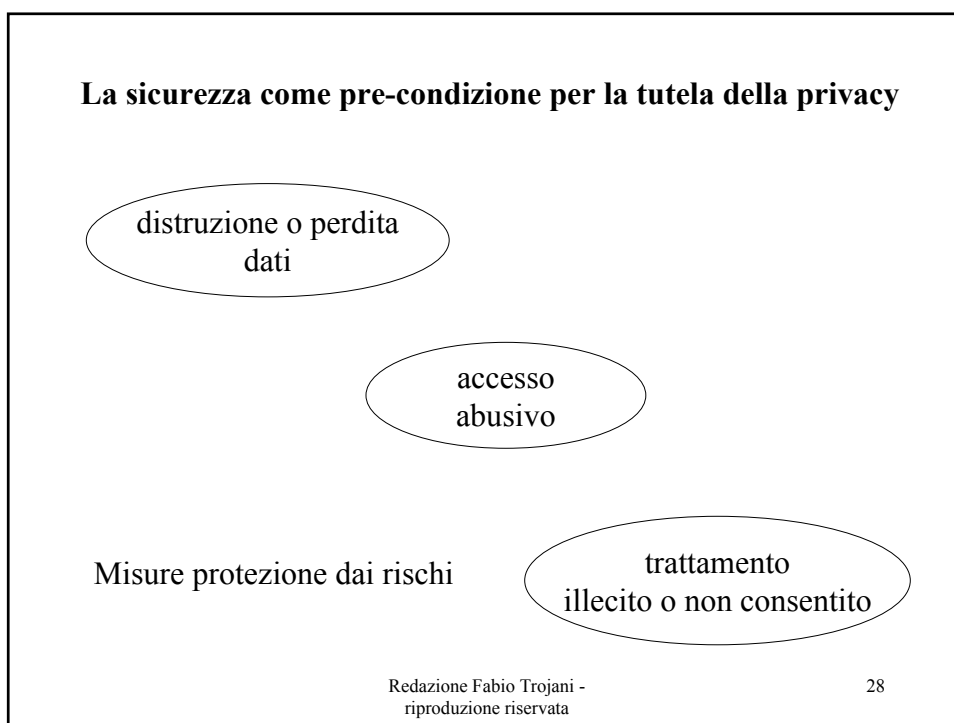 La sicurezza come pre-condizione per la tutela della privacy
distruzione o perdita
dati
accesso
abusivo
Misure protezione dai rischi
trattamento
illecito o non consentito
Redazione Fabio Trojani -
riproduzione riservata
28